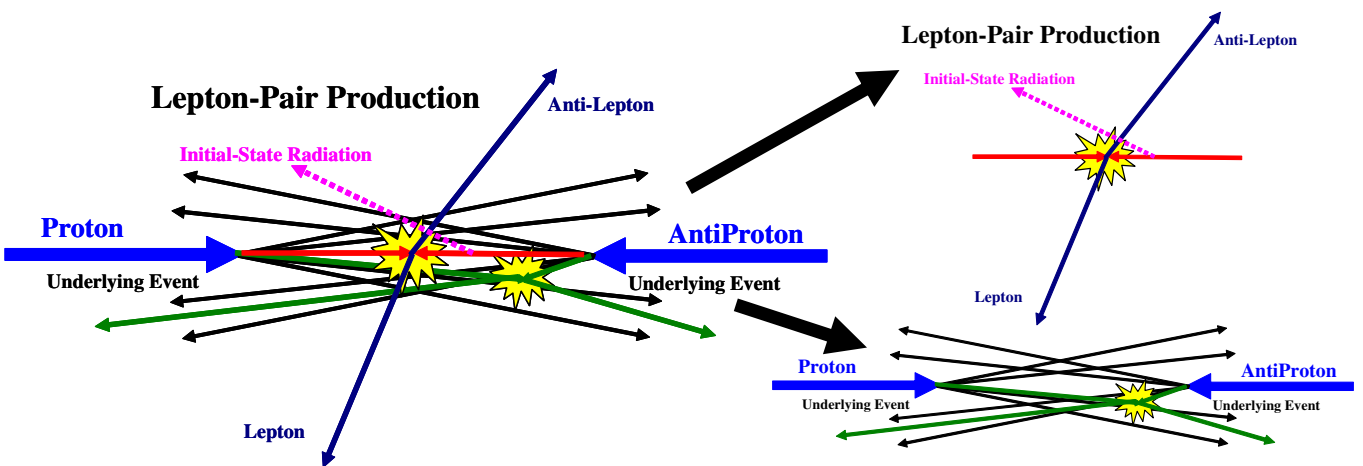 Lepton-Pair Production
Anti-Lepton
Initial-State Radiation
Proton
AntiProton
Underlying Event
Underlying Event
Lepton
Lepton-Pair Production
Anti-Lepton
Initial-State Radiation
Lepton
Proton
AntiProton
Underlying Event
Underlying Event